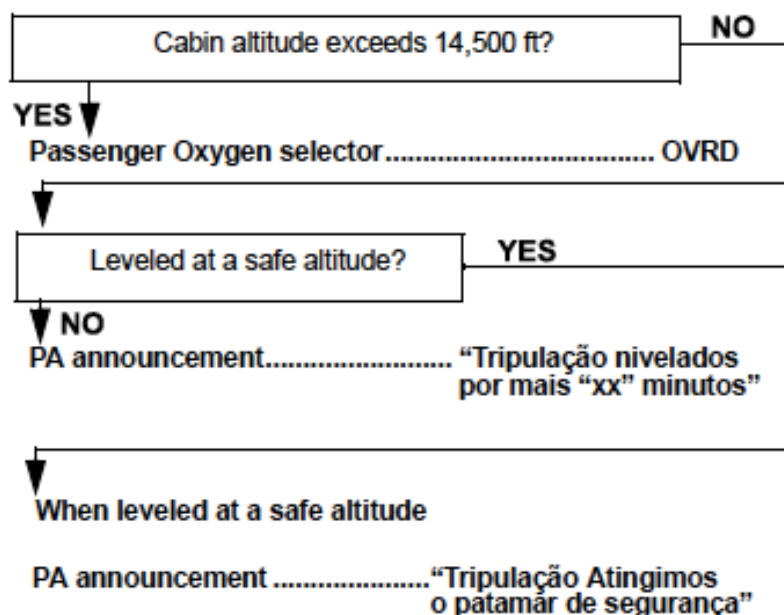 Cabin altitude exceeds 14,500 ft?
NO
YES
Passenger Oxygen selector.................................... OVRD
Leveled at a safe altitude?
YES
NO
PA announcement......................... “Tripulação nivelados
por mais “xx” minutos”
When leveled at a safe altitude
PA announcement .....................“Tripulação Atingimos
o patamar de segurança”